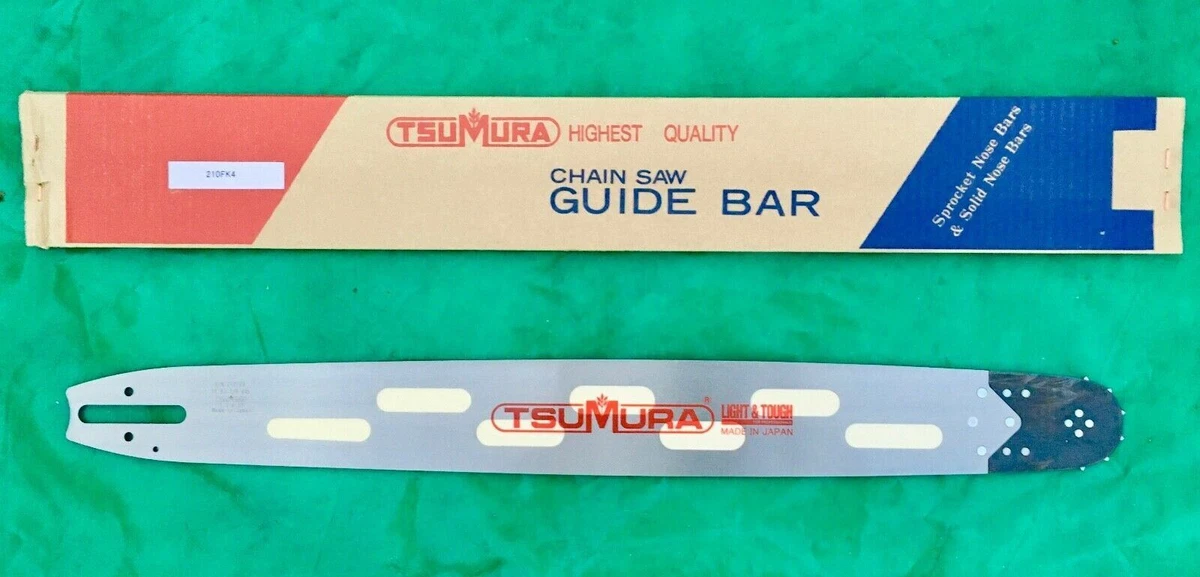 TSUMURA HIGHEST QUALITY
210FK4
CHAIN SAW
GUIDE BAR
Sprocket Nose Bars
& Solid Nose Bars
TSUMURA® LIGHT & TOUGH
MADE IN JAPAN